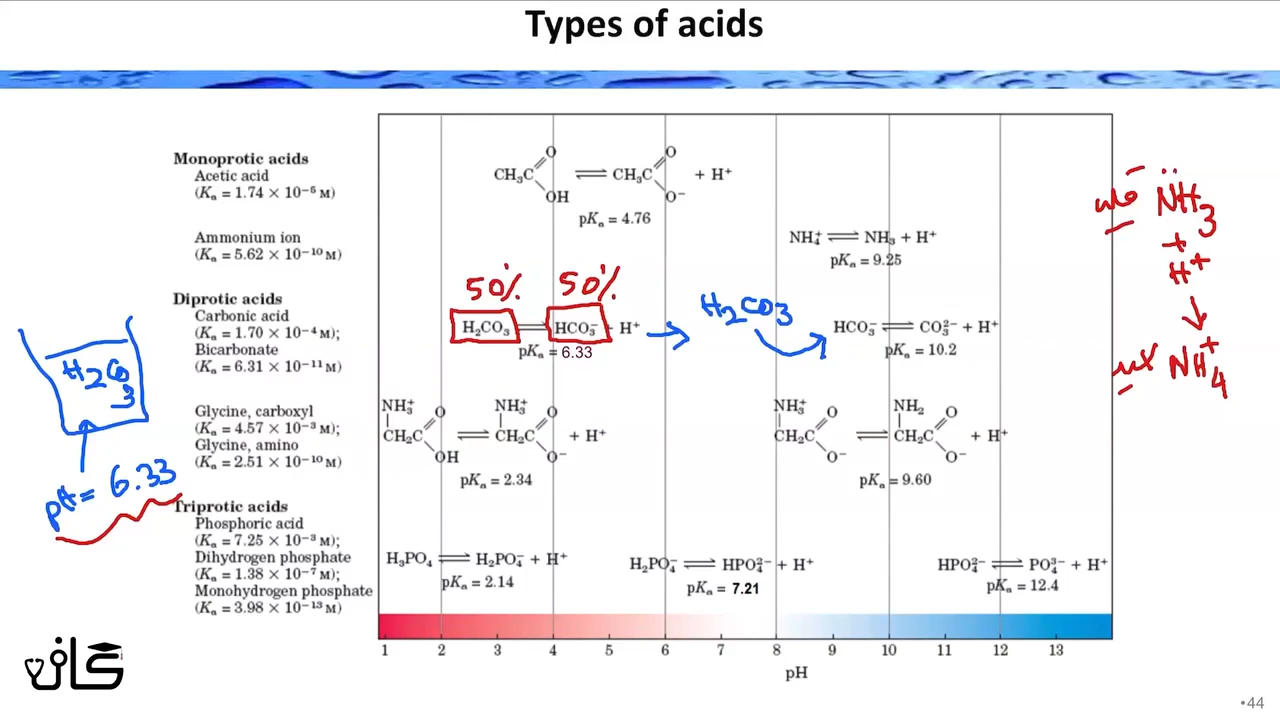 Types of acids
Monoprotic acids
Acetic acid
(Kₐ = 1.74 × 10⁻⁵ M)
CH₃C O OH ⇌ CH₃C O O⁻ + H⁺
pKₐ = 4.76
Ammonium ion
(Kₐ = 5.62 × 10⁻¹⁰ M)
NH₄⁺ ⇌ NH₃ + H⁺
pKₐ = 9.25
50% 50%
Diprotic acids
Carbonic acid
(Kₐ = 1.70 × 10⁻⁴ M);
Bicarbonate
(Kₐ = 6.31 × 10⁻¹¹ M)
H₂CO₃ ⇌ HCO₃⁻ + H⁺ → H₂CO₃
pKₐ = 6.33
HCO₃⁻ ⇌ CO₃²⁻ + H⁺
pKₐ = 10.2
Glycine, carboxyl
(Kₐ = 4.57 × 10⁻³ M);
Glycine, amino
(Kₐ = 2.51 × 10⁻¹⁰ M)
NH₃⁺ CH₂C O OH ⇌ NH₃⁺ CH₂C O O⁻ + H⁺
pKₐ = 2.34
NH₃⁺ CH₂C O O⁻ ⇌ NH₂ CH₂C O O⁻ + H⁺
pKₐ = 9.60
Triprotic acids
Phosphoric acid
(Kₐ = 7.25 × 10⁻³ M);
Dihydrogen phosphate
(Kₐ = 1.38 × 10⁻⁷ M);
Monohydrogen phosphate
(Kₐ = 3.98 × 10⁻¹³ M)
H₃PO₄ ⇌ H₂PO₄⁻ + H⁺
pKₐ = 2.14
H₂PO₄⁻ ⇌ HPO₄²⁻ + H⁺
pKₐ = 7.21
HPO₄²⁻ ⇌ PO₄³⁻ + H⁺
pKₐ = 12.4
1 2 3 4 5 6 7 8 9 10 11 12 13
pH
H₂CO₃
pH = 6.33
NH₃
+
H⁺
↓
NH₄⁺
•44